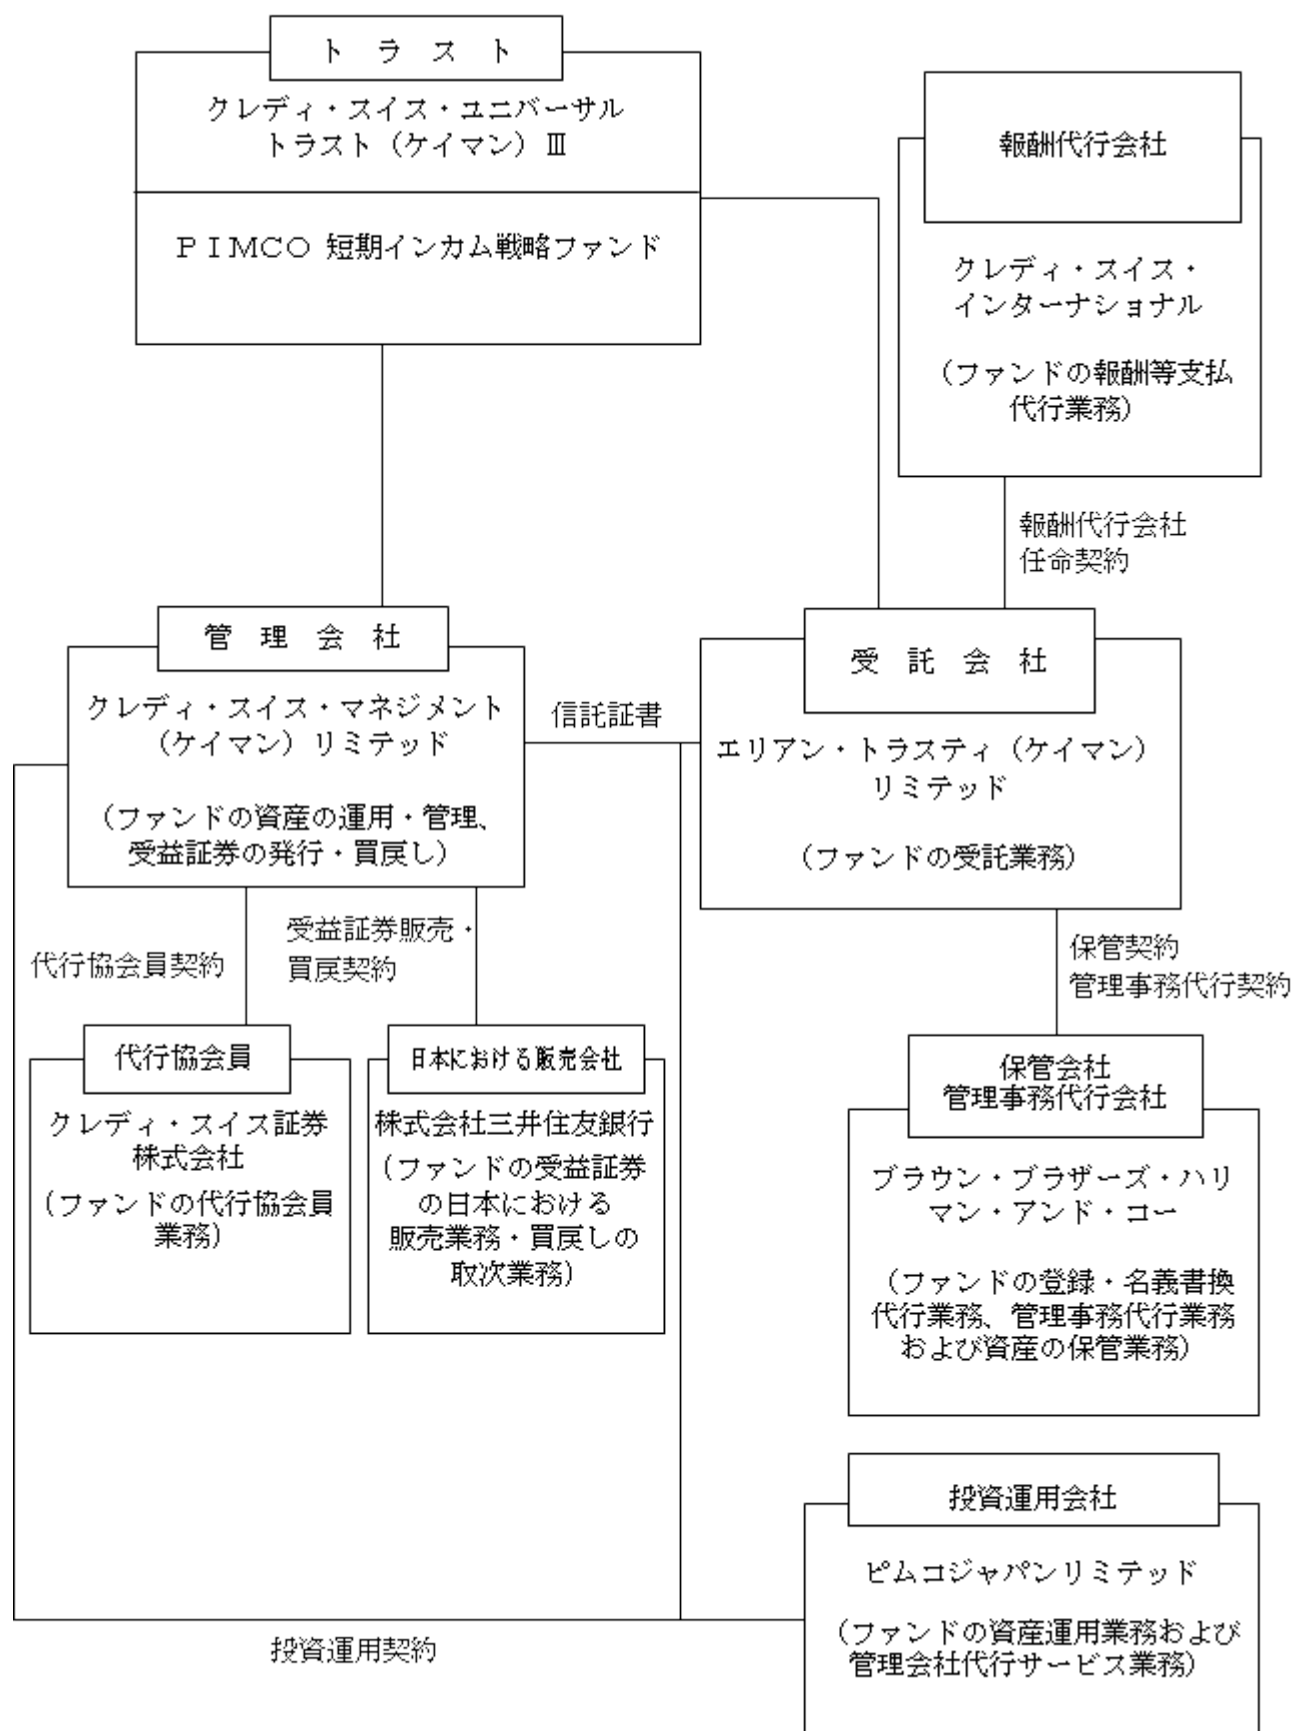 トラスト
クレディ・スイス・ユニバーサル
トラスト（ケイマン）Ⅲ
ＰＩＭＣＯ 短期インカム戦略ファンド
報酬代行会社
クレディ・スイス・
インターナショナル
（ファンドの報酬等支払
代行業務）
報酬代行会社
任命契約
管理会社
クレディ・スイス・マネジメント
（ケイマン）リミテッド
（ファンドの資産の運用・管理、
受益証券の発行・買戻し）
信託証書
受託会社
エリアン・トラスティ（ケイマン）
リミテッド
（ファンドの受託業務）
代行協会員契約
受益証券販売・
買戻契約
保管契約
管理事務代行契約
代行協会員
クレディ・スイス証券
株式会社
（ファンドの代行協会員
業務）
日本における販売会社
株式会社三井住友銀行
（ファンドの受益証券
の日本における
販売業務・買戻しの
取次業務）
保管会社
管理事務代行会社
ブラウン・ブラザーズ・ハリ
マン・アンド・コー
（ファンドの登録・名義書換
代行業務、管理事務代行業務
および資産の保管業務）
投資運用会社
ピムコジャパンリミテッド
（ファンドの資産運用業務および
管理会社代行サービス業務）
投資運用契約